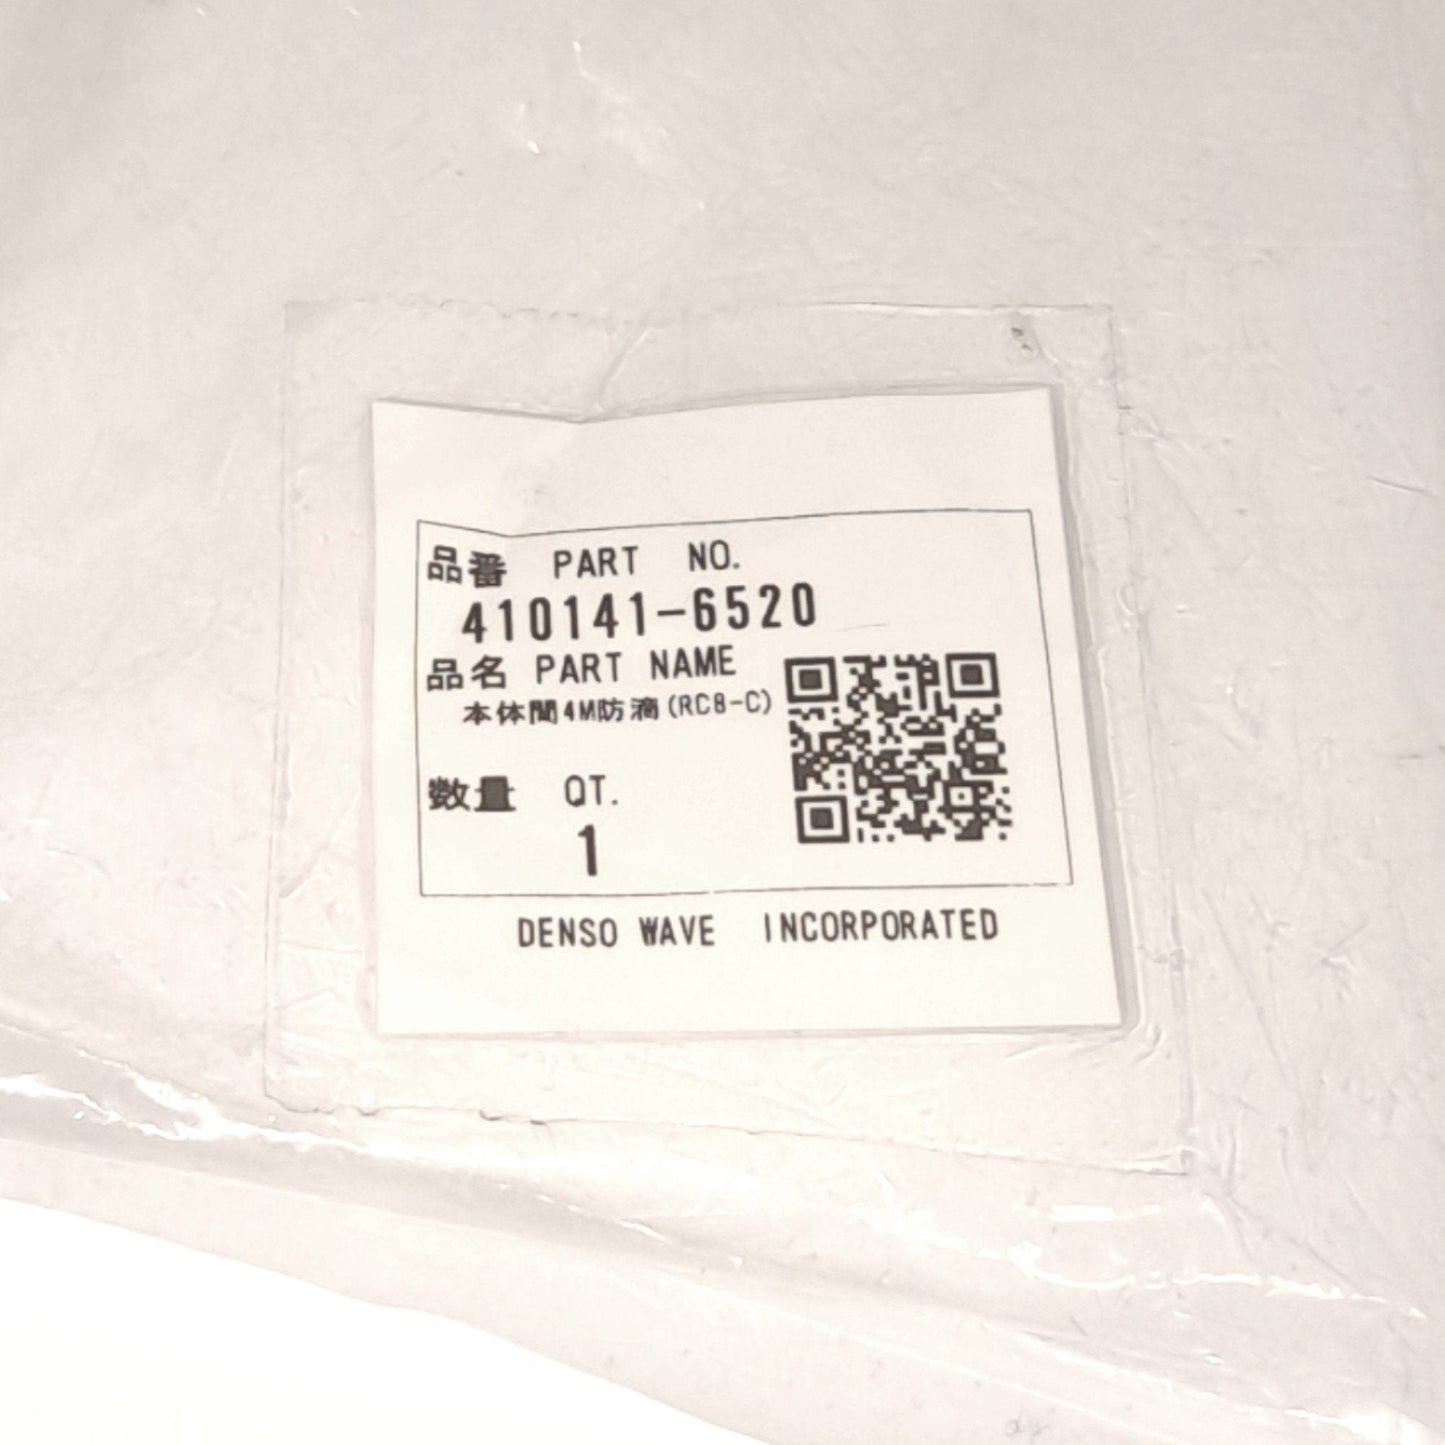 品番 PART NO.
410141-6520
品名 PART NAME
本体間4M防滴(RC8-C)
数量 QT.
1
DENSO WAVE INCORPORATED